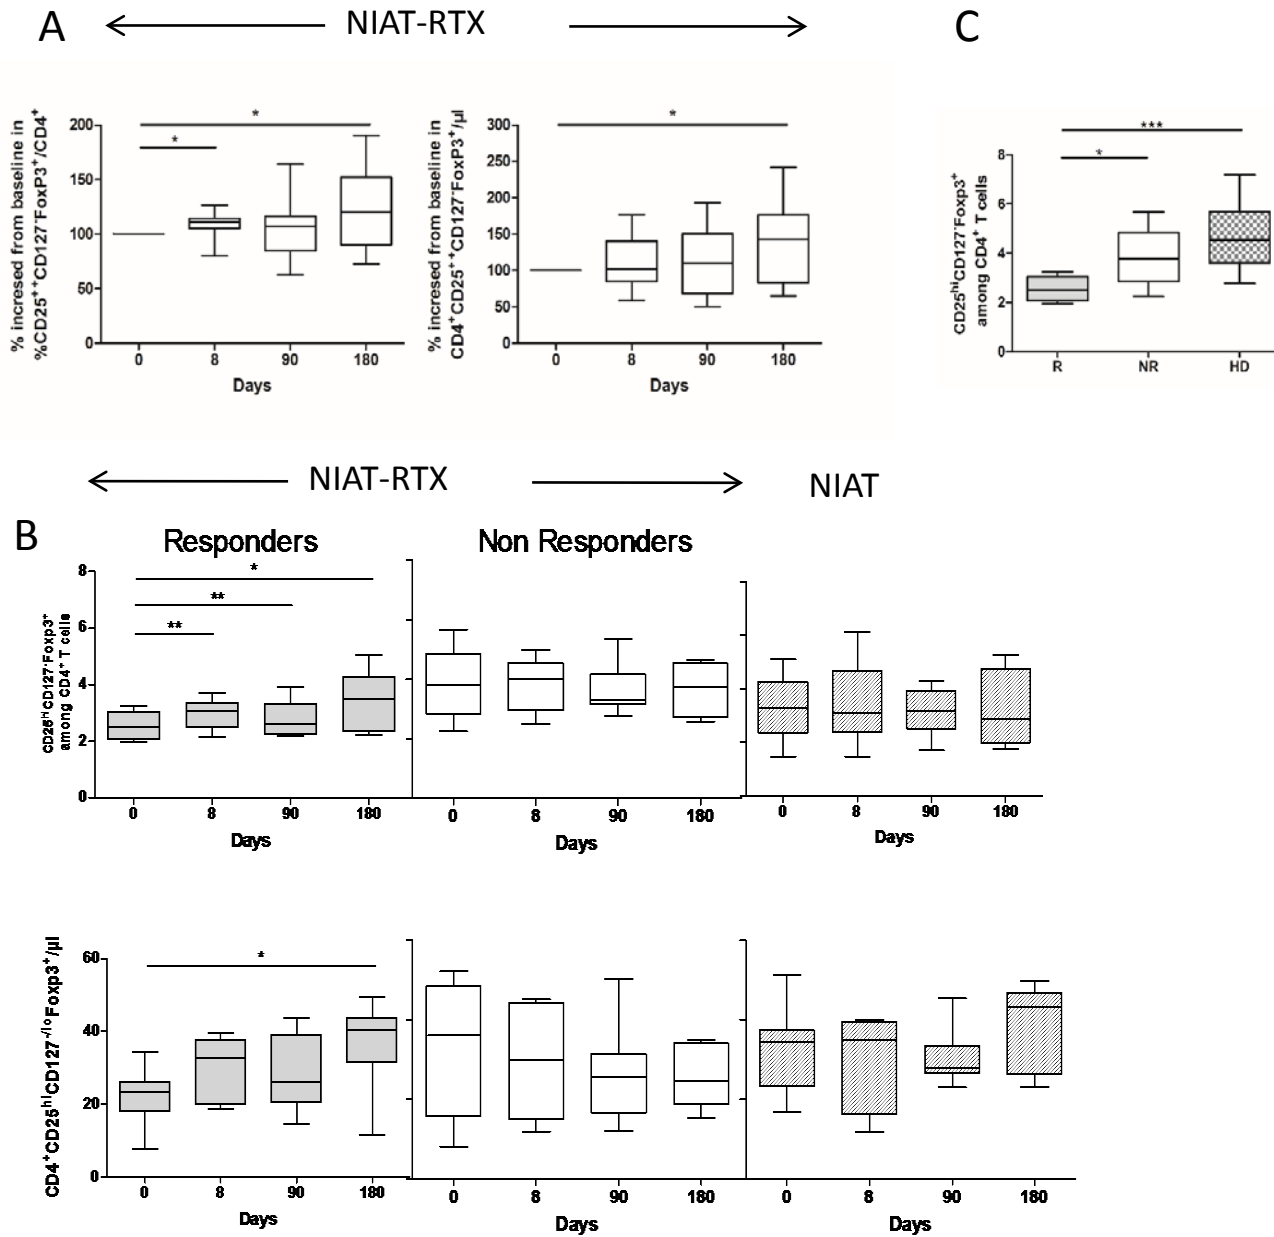 A
NIAT-RTX
C
% incresed from baseline in
%CD25⁺⁺CD127⁻FoxP3⁺/CD4⁺
200
150
100
50
0
*
*
0 8 90 180
Days
% incresed from baseline in
CD4⁺CD25⁺⁺CD127⁻FoxP3⁺/µl
300
250
200
150
100
50
0
*
0 8 90 180
Days
CD25ʰⁱCD127⁻Foxp3⁺
among CD4⁺ T cells
8
6
4
2
0
***
*
R NR HD
NIAT-RTX
NIAT
B
Responders
Non Responders
CD25ʰⁱCD127⁻Foxp3⁺
among CD4⁺ T cells
8
6
4
2
0
*
**
**
0 8 90 180
Days
0 8 90 180
Days
0 8 90 180
Days
CD4⁺CD25ʰⁱCD127⁻/ˡᵒFoxp3⁺/µl
60
40
20
0
*
0 8 90 180
Days
0 8 90 180
Days
0 8 90 180
Days